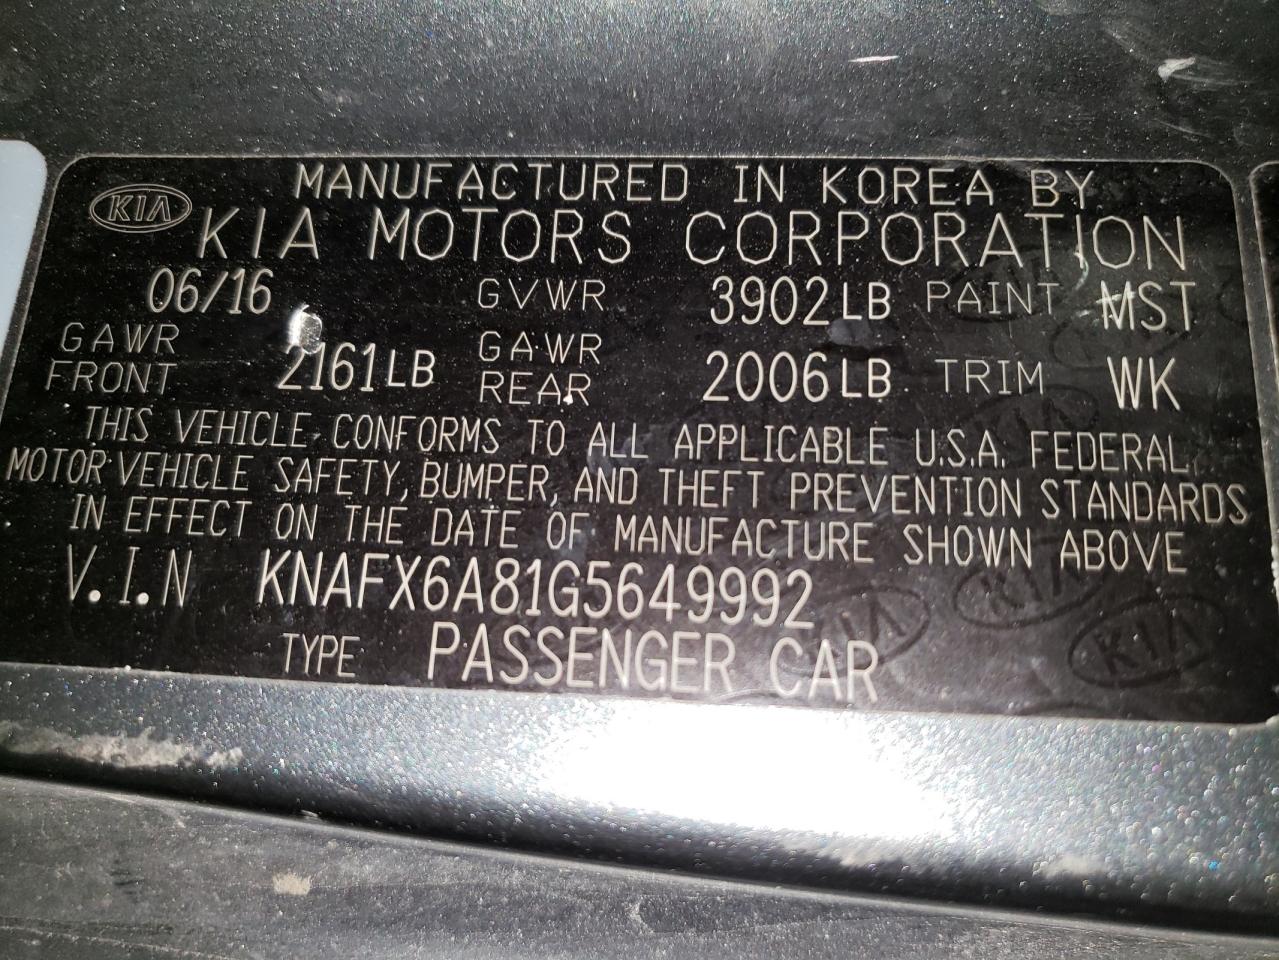 MANUFACTURED IN KOREA BY
KIA KIA MOTORS CORPORATION
06/16 GVWR 3902LB PAINT MST
GAWR FRONT 2161LB GAWR REAR 2006LB TRIM WK
THIS VEHICLE CONFORMS TO ALL APPLICABLE U.S.A. FEDERAL
MOTOR VEHICLE SAFETY, BUMPER, AND THEFT PREVENTION STANDARDS
IN EFFECT ON THE DATE OF MANUFACTURE SHOWN ABOVE
V.I.N KNAFX6A81G5649992
TYPE PASSENGER CAR